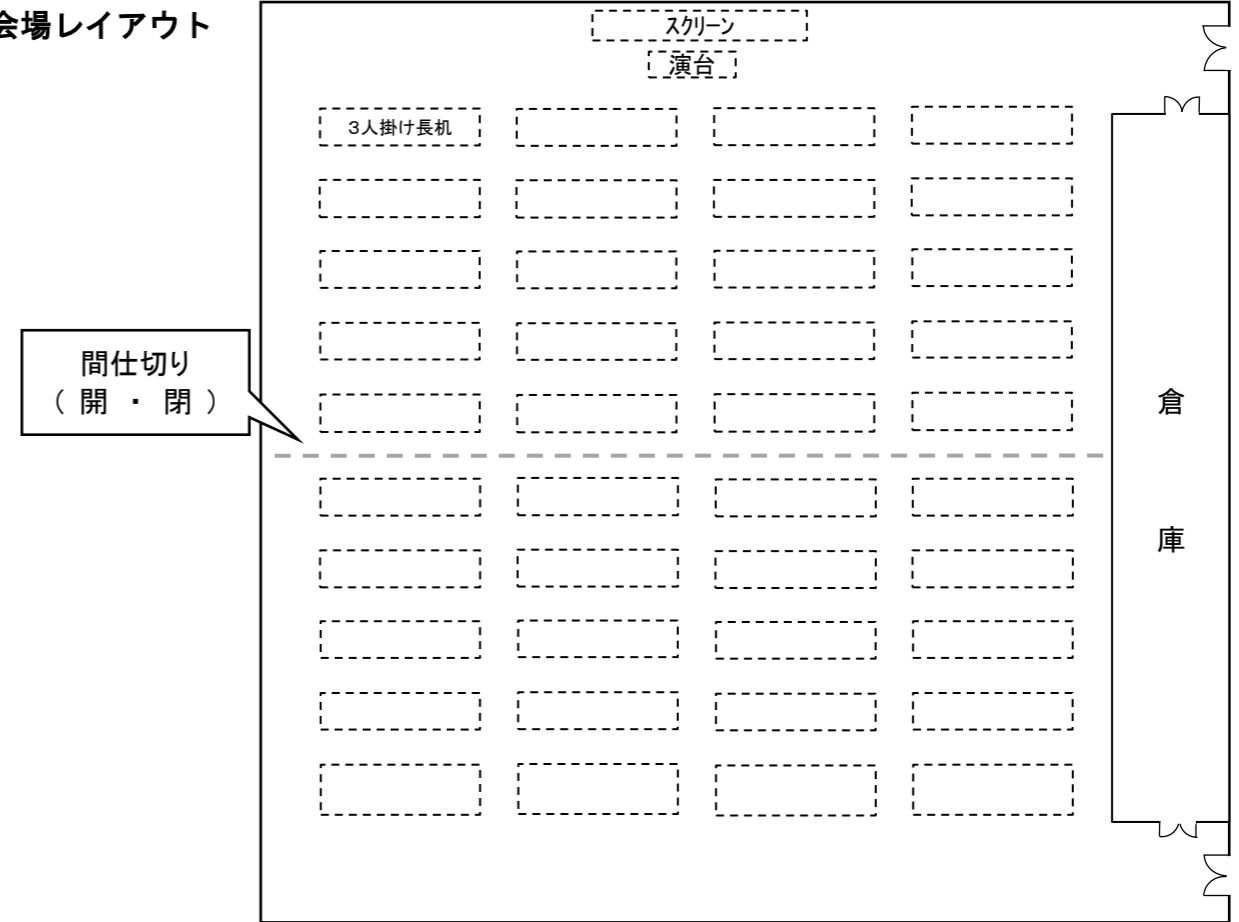 会場レイアウト
スクリーン
演台
３人掛け長机
間仕切り
（ 開 ・ 閉 ）
倉
庫